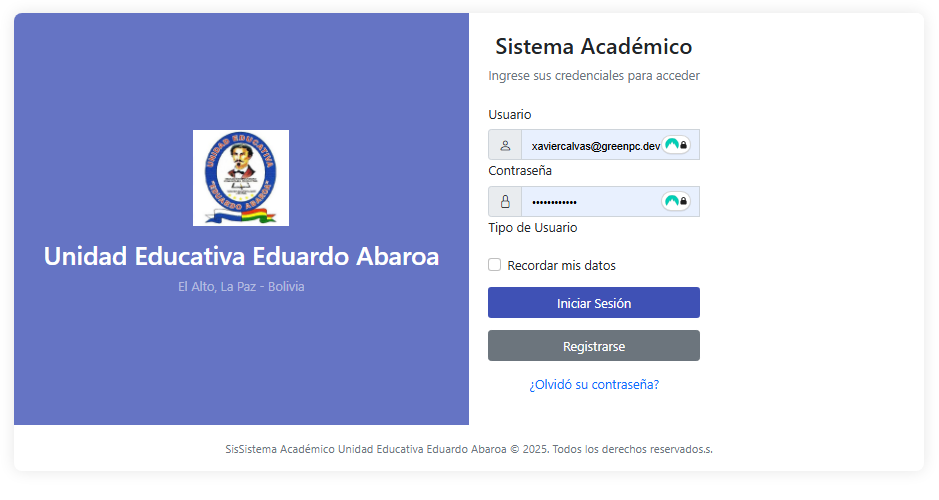 UNIDAD EDUCATIVA
"EDUARDO ABAROA"
Unidad Educativa Eduardo Abaroa
El Alto, La Paz - Bolivia
Sistema Académico
Ingrese sus credenciales para acceder
Usuario
xaviercalvas@greenpc.dev
Contraseña
••••••••••••
Tipo de Usuario
Recordar mis datos
Iniciar Sesión
Registrarse
¿Olvidó su contraseña?
SisSistema Académico Unidad Educativa Eduardo Abaroa © 2025. Todos los derechos reservados.s.